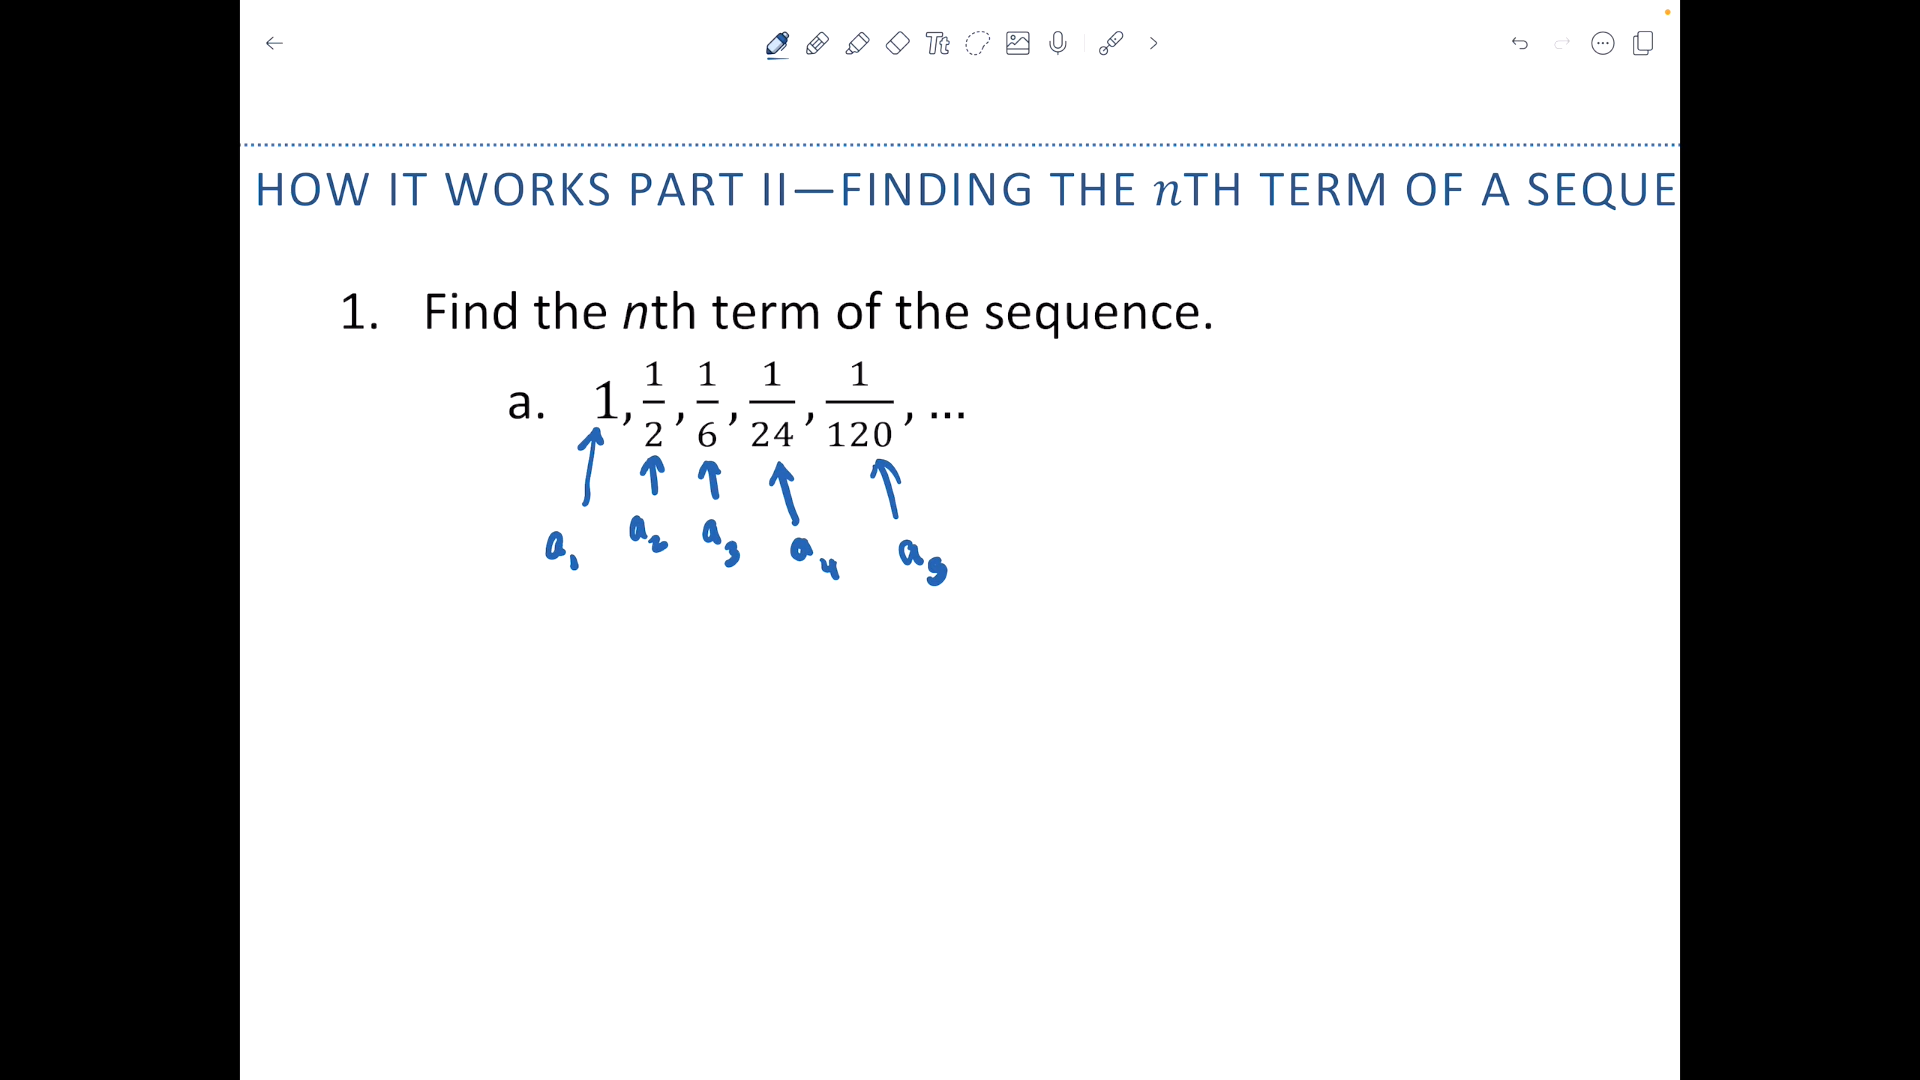 Tt
HOW IT WORKS PART II—FINDING THE nTH TERM OF A SEQUE
1. Find the nth term of the sequence.
a. 1, 1/2, 1/6, 1/24, 1/120, ...
a₁ a₂ a₃ a₄ a₅